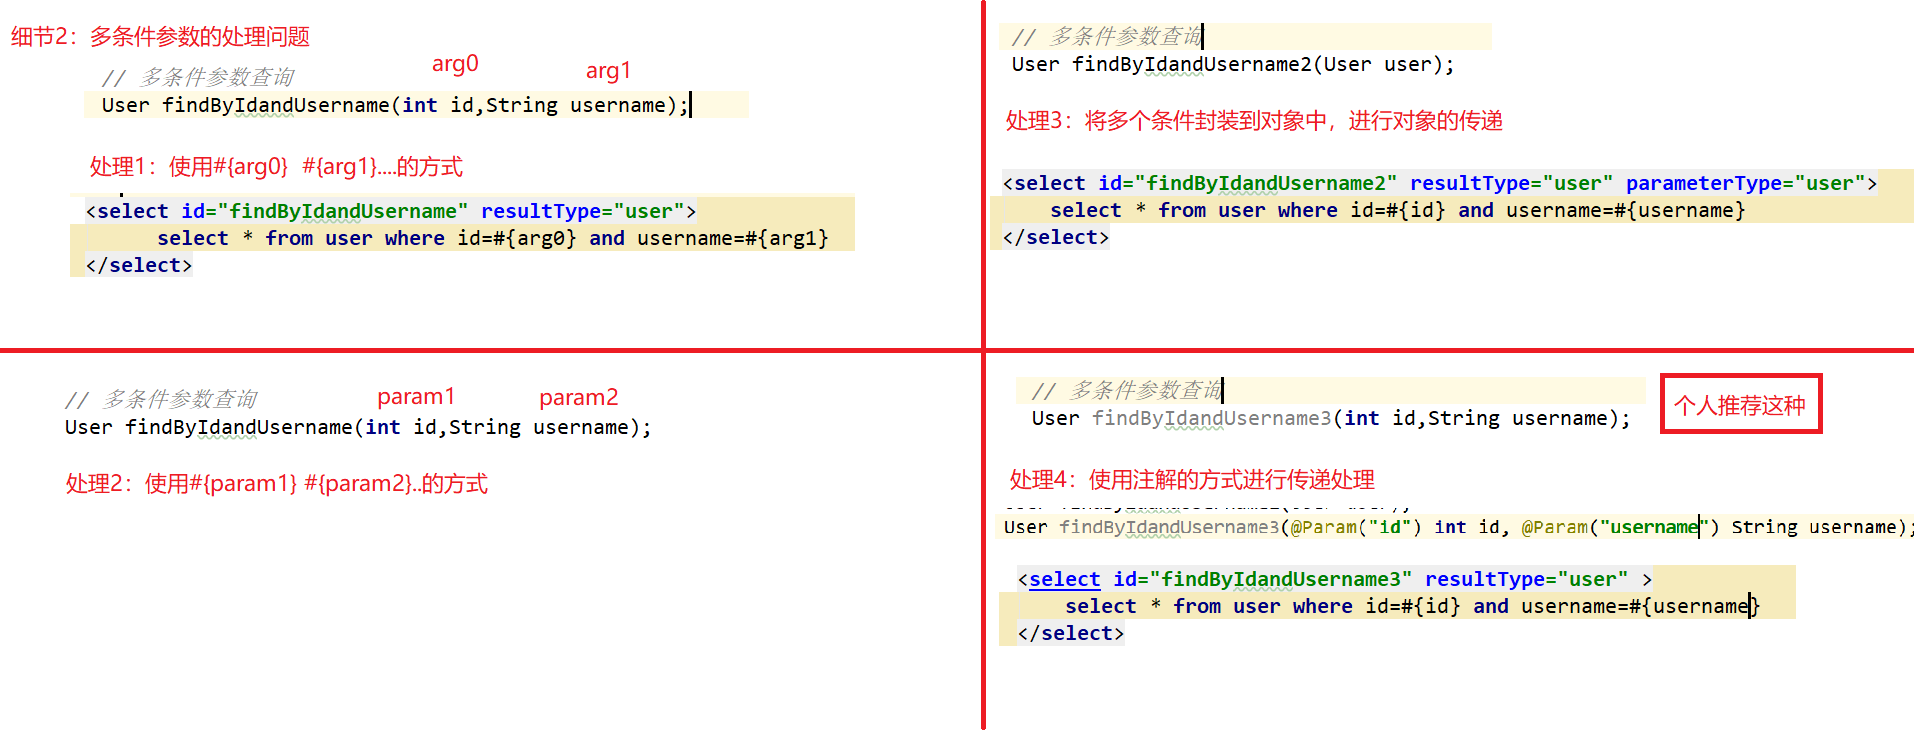 细节2：多条件参数的处理问题
// 多条件参数查询
arg0
arg1
User findByIdandUsername(int id,String username);
处理1：使用#{arg0}  #{arg1}....的方式
<select id="findByIdandUsername" resultType="user">
select * from user where id=#{arg0} and username=#{arg1}
</select>
// 多条件参数查询
User findByIdandUsername2(User user);
处理3：将多个条件封装到对象中，进行对象的传递
<select id="findByIdandUsername2" resultType="user" parameterType="user">
select * from user where id=#{id} and username=#{username}
</select>
// 多条件参数查询
param1
param2
User findByIdandUsername(int id,String username);
处理2：使用#{param1} #{param2}..的方式
// 多条件参数查询
User findByIdandUsername3(int id,String username);
个人推荐这种
处理4：使用注解的方式进行传递处理
User findByIdandUsername3(@Param("id") int id, @Param("username") String username);
<select id="findByIdandUsername3" resultType="user" >
select * from user where id=#{id} and username=#{username}
</select>